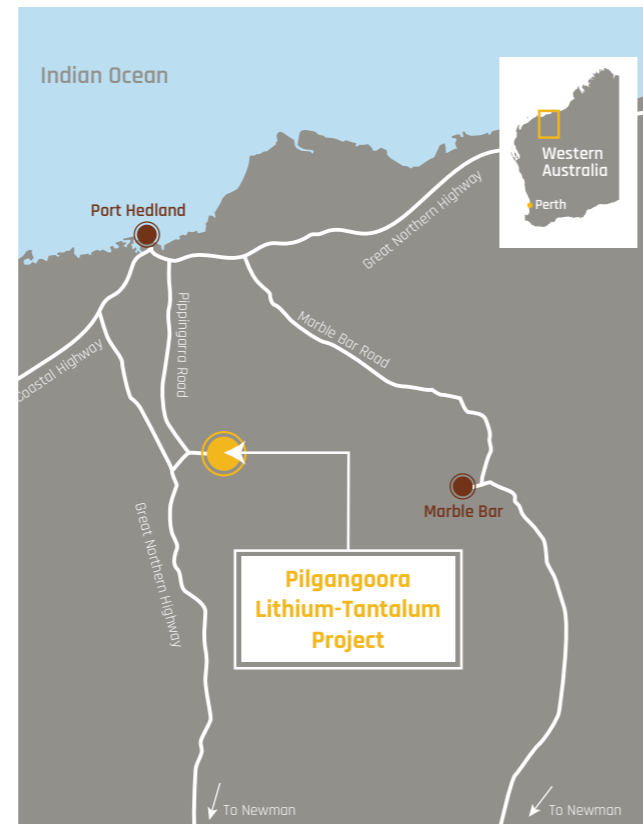 Indian Ocean
Western
Australia
Perth
Port Hedland
Great Northern Highway
Pippingarra Road
Marble Bar Road
Coastal Highway
Marble Bar
Great Northern Highway
Pilgangoora
Lithium-Tantalum
Project
To Newman
To Newman